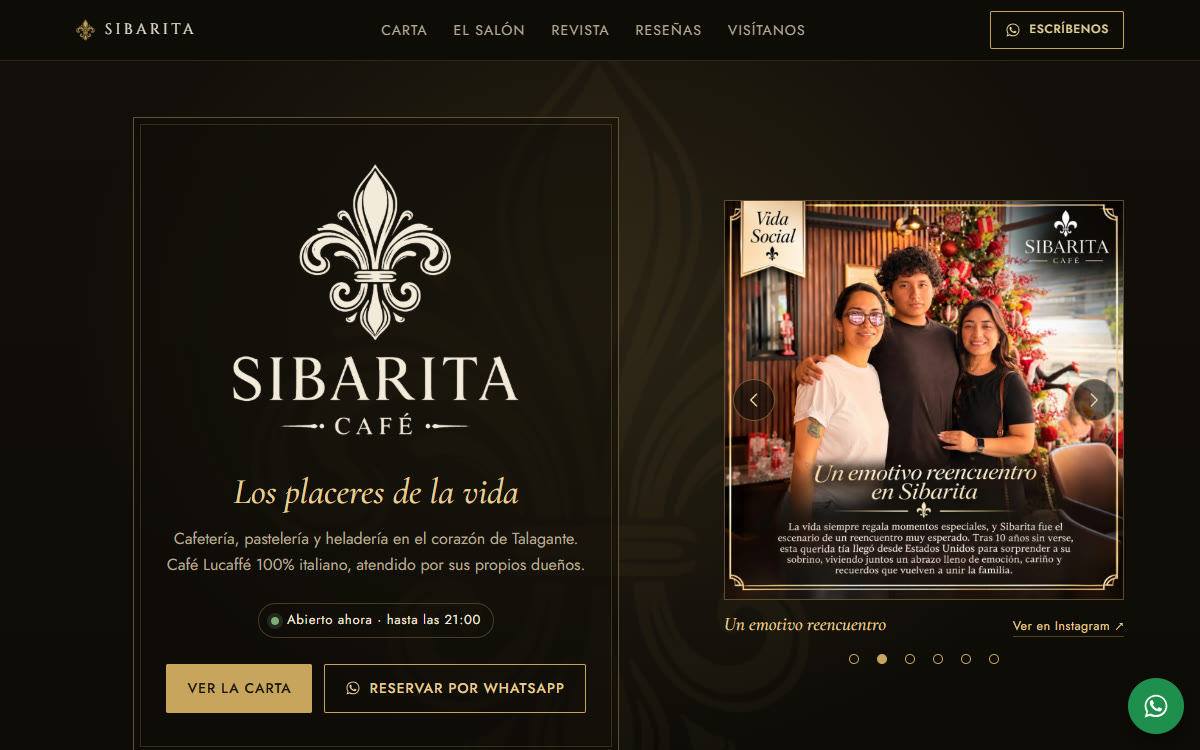 SIBARITA
CARTA
EL SALÓN
REVISTA
RESEÑAS
VISÍTANOS
ESCRÍBENOS
SIBARITA
CAFÉ
Los placeres de la vida
Cafetería, pastelería y heladería en el corazón de Talagante.
Café Lucaffé 100% italiano, atendido por sus propios dueños.
Abierto ahora · hasta las 21:00
VER LA CARTA
RESERVAR POR WHATSAPP
Vida
Social
SIBARITA
CAFÉ
Un emotivo reencuentro
en Sibarita
La vida siempre regala momentos especiales, y Sibarita fue el
escenario de un reencuentro muy esperado. Tras 10 años sin verse,
esta querida tía llegó desde Estados Unidos para sorprender a su
sobrino, viviendo juntos un abrazo lleno de emoción, cariño y
recuerdos que vuelven a unir la familia.
Un emotivo reencuentro
Ver en Instagram ↗